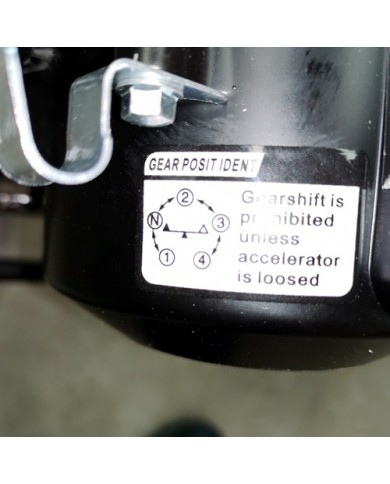 GEAR POSIT IDENT
2
N
3
1
4
Gearshift is
prohibited
unless
accelerator
is loosed